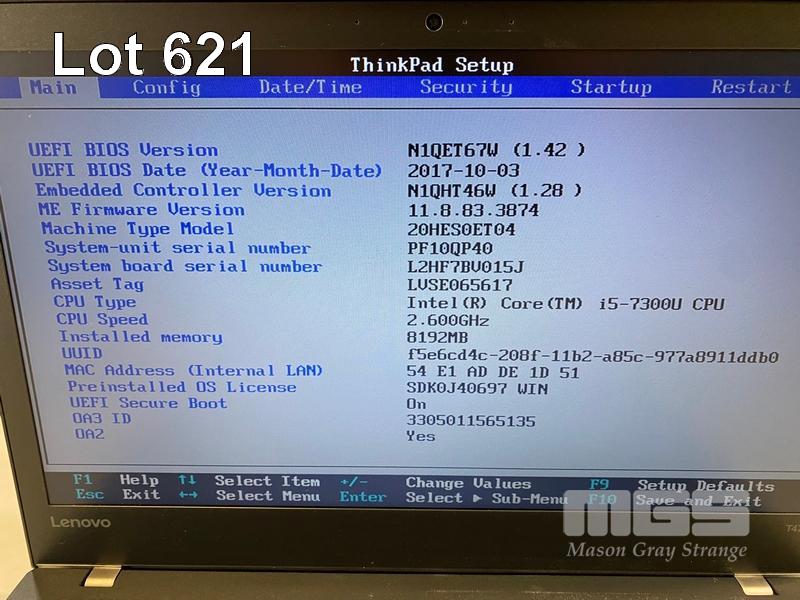 Lot 621
ThinkPad Setup
Main Config Date/Time Security Startup Restart
UEFI BIOS Version N1QET67W (1.42 )
UEFI BIOS Date (Year-Month-Date) 2017-10-03
Embedded Controller Version N1QHT46W (1.28 )
ME Firmware Version 11.8.83.3874
Machine Type Model 20HES0ET04
System-unit serial number PF10QP40
System board serial number L2HF7BV015J
Asset Tag LVSE065617
CPU Type Intel(R) Core(TM) i5-7300U CPU
CPU Speed 2.600GHz
Installed memory 8192MB
UUID f5e6cd4c-208f-11b2-a85c-977a8911ddb0
MAC Address (Internal LAN) 54 E1 AD DE 1D 51
Preinstalled OS License SDK0J40697 WIN
UEFI Secure Boot On
OA3 ID 3305011565135
OA2 Yes
F1 Help ↑↓ Select Item +/- Change Values F9 Setup Defaults
Esc Exit ↔ Select Menu Enter Select ▶ Sub-Menu F10 Save and Exit
Lenovo
MGS
Mason Gray Strange